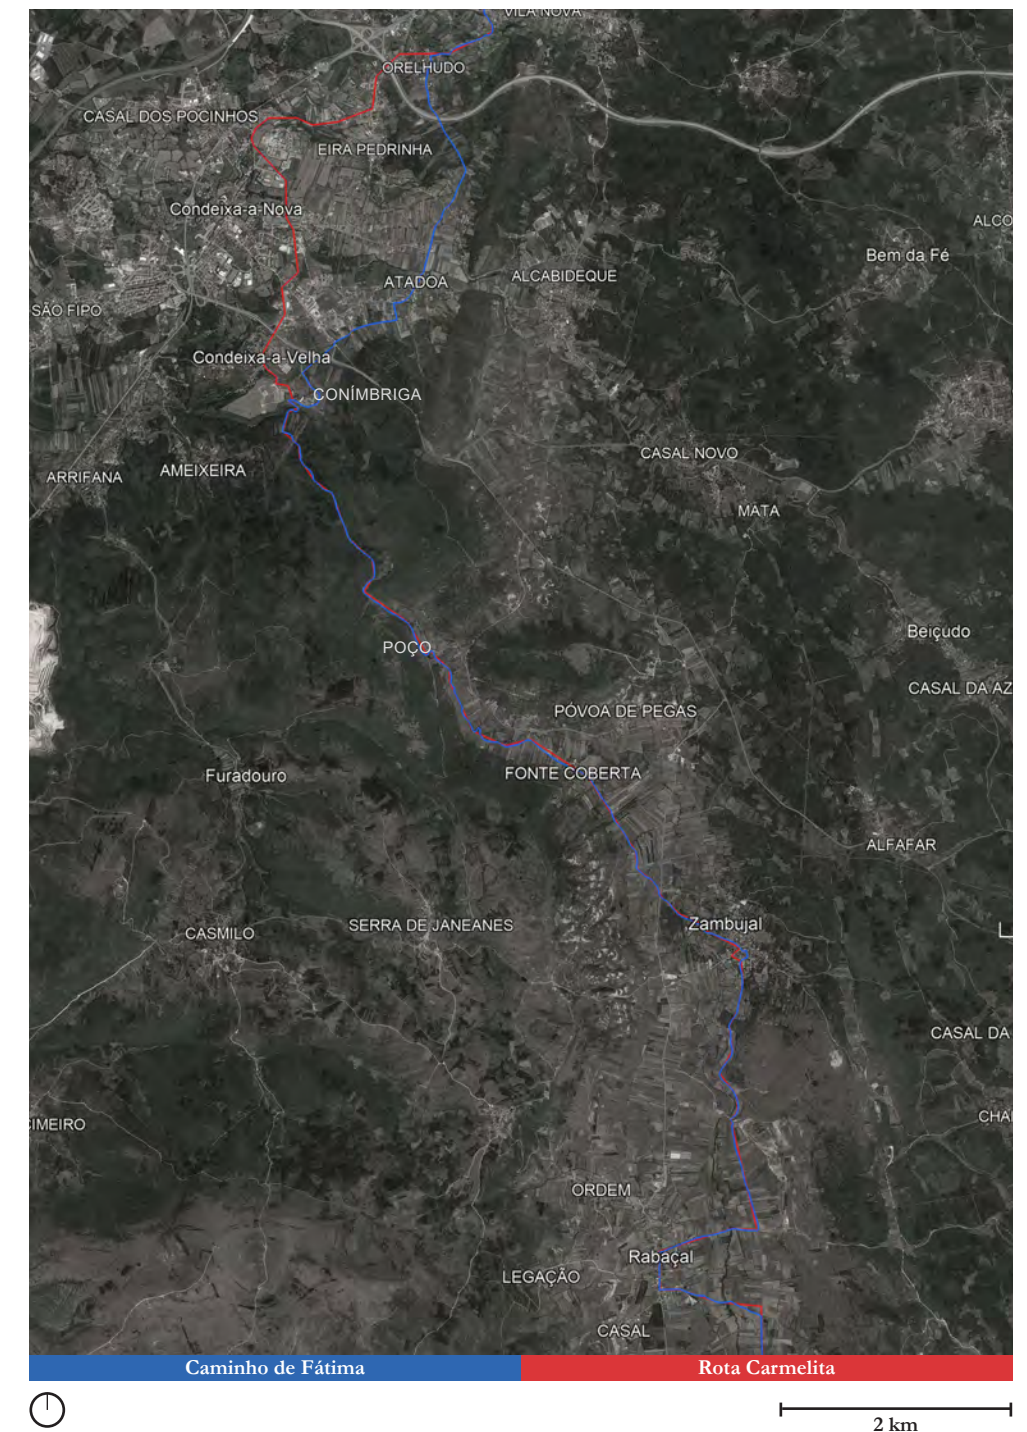 VILA NOVA
ORELHUDO
CASAL DOS POCINHOS
EIRA PEDRINHA
Condeixa-a-Nova
ALCO
Bem da Fé
ALCABIDEQUE
ATADOA
SÃO FIPO
Condeixa-a-Velha
CONÍMBRIGA
CASAL NOVO
AMEIXEIRA
ARRIFANA
MATA
Beiçudo
POÇO
CASAL DA AZ
PÓVOA DE PEGAS
FONTE COBERTA
Furadouro
ALFAFAR
Zambujal
SERRA DE JANEANES
CASMILO
CASAL DA
CHA
IMEIRO
ORDEM
Rabaçal
LEGAÇÃO
CASAL
Caminho de Fátima
Rota Carmelita
2 km